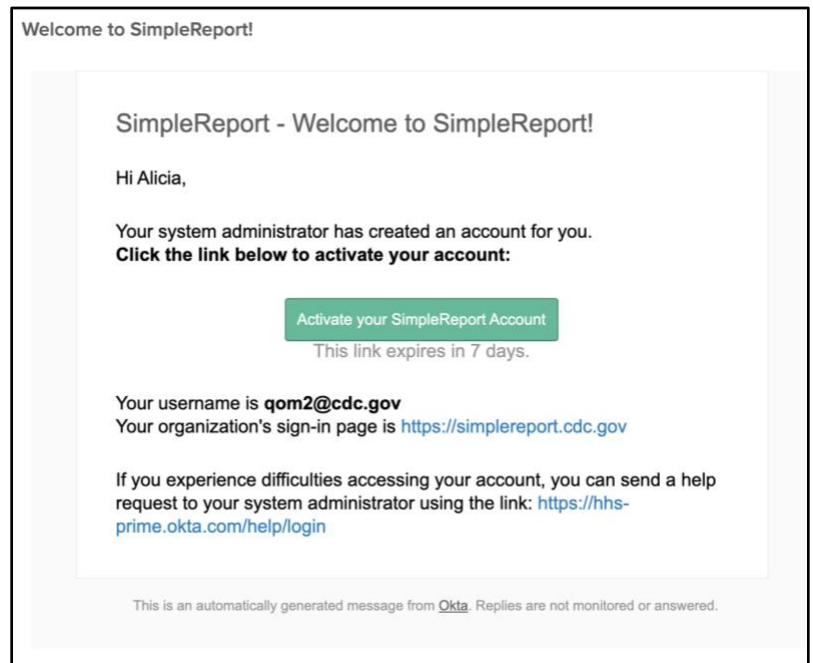 Welcome to SimpleReport!
SimpleReport - Welcome to SimpleReport!
Hi Alicia,
Your system administrator has created an account for you.
Click the link below to activate your account:
Activate your SimpleReport Account
This link expires in 7 days.
Your username is qom2@cdc.gov
Your organization's sign-in page is https://simplereport.cdc.gov
If you experience difficulties accessing your account, you can send a help
request to your system administrator using the link: https://hhs-
prime.okta.com/help/login
This is an automatically generated message from Okta. Replies are not monitored or answered.